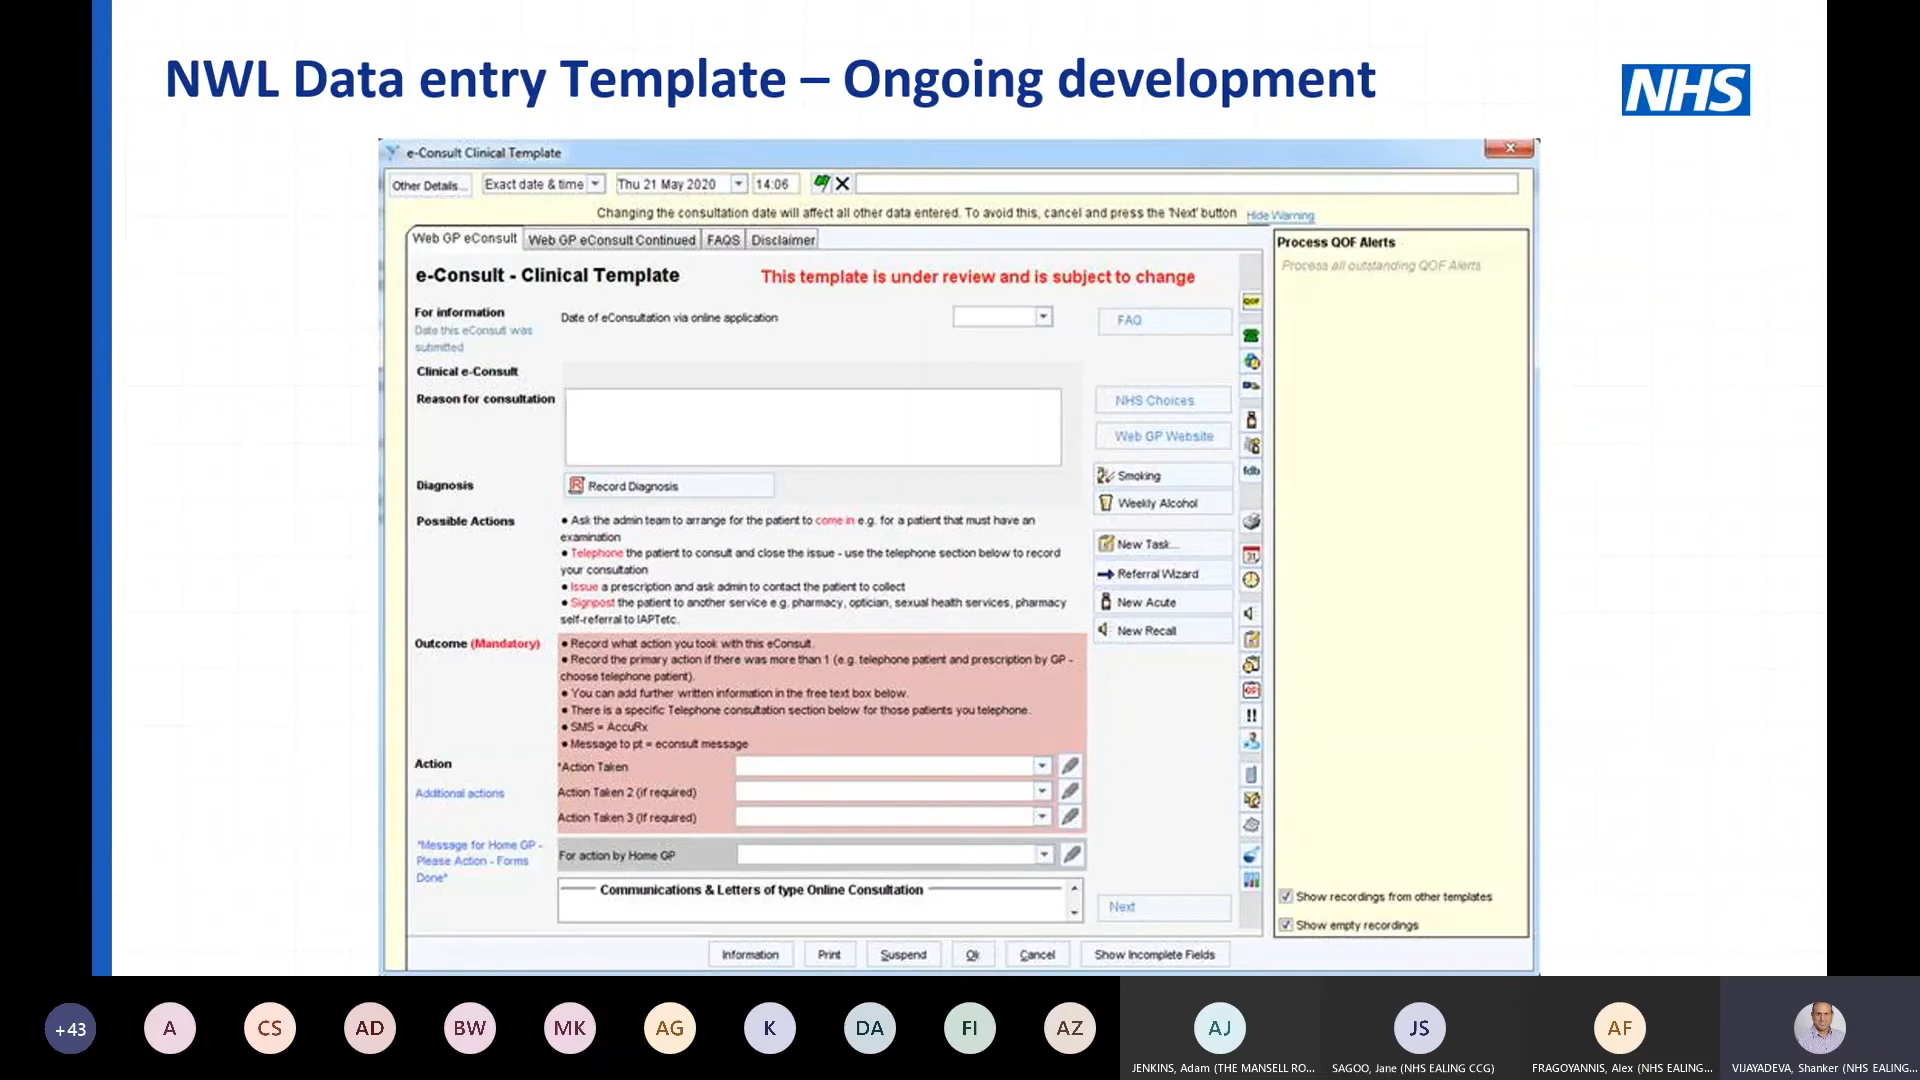 NWL Data entry Template – Ongoing development
NHS
e-Consult Clinical Template
Other Details...
Exact date & time
Thu 21 May 2020
14:06
Changing the consultation date will affect all other data entered. To avoid this, cancel and press the 'Next' button
Hide Warning
Web GP eConsult
Web GP eConsult Continued
FAQS
Disclaimer
e-Consult - Clinical Template
This template is under review and is subject to change
For information
Date this eConsult was
submitted
Date of eConsultation via online application
FAQ
Clinical e-Consult
Reason for consultation
NHS Choices
Web GP Website
Smoking
Weekly Alcohol
Diagnosis
Record Diagnosis
Possible Actions
● Ask the admin team to arrange for the patient to come in e.g. for a patient that must have an
examination
● Telephone the patient to consult and close the issue - use the telephone section below to record
your consultation
● Issue a prescription and ask admin to contact the patient to collect
● Signpost the patient to another service e.g. pharmacy, optician, sexual health services, pharmacy
self-referral to IAPTetc.
New Task...
Referral Wizard
New Acute
New Recall
Outcome (Mandatory)
● Record what action you took with this eConsult.
● Record the primary action if there was more than 1 (e.g. telephone patient and prescription by GP -
choose telephone patient).
● You can add further written information in the free text box below.
● There is a specific Telephone consultation section below for those patients you telephone.
● SMS = AccuRx
● Message to pt = econsult message
Action
*Action Taken
Additional actions
Action Taken 2 (if required)
Action Taken 3 (If required)
*Message for Home GP -
Please Action - Forms
Done*
For action by Home GP
Communications & Letters of type Online Consultation
Next
QOF
fdb
31
!!
Process QOF Alerts
Process all outstanding QOF Alerts
Show recordings from other templates
Show empty recordings
Information
Print
Suspend
Ok
Cancel
Show Incomplete Fields
+43
A
CS
AD
BW
MK
AG
K
DA
FI
AZ
AJ
JS
AF
JENKINS, Adam (THE MANSELL RO...
SAGOO, Jane (NHS EALING CCG)
FRAGOYANNIS, Alex (NHS EALING...
VIJAYADEVA, Shanker (NHS EALING...